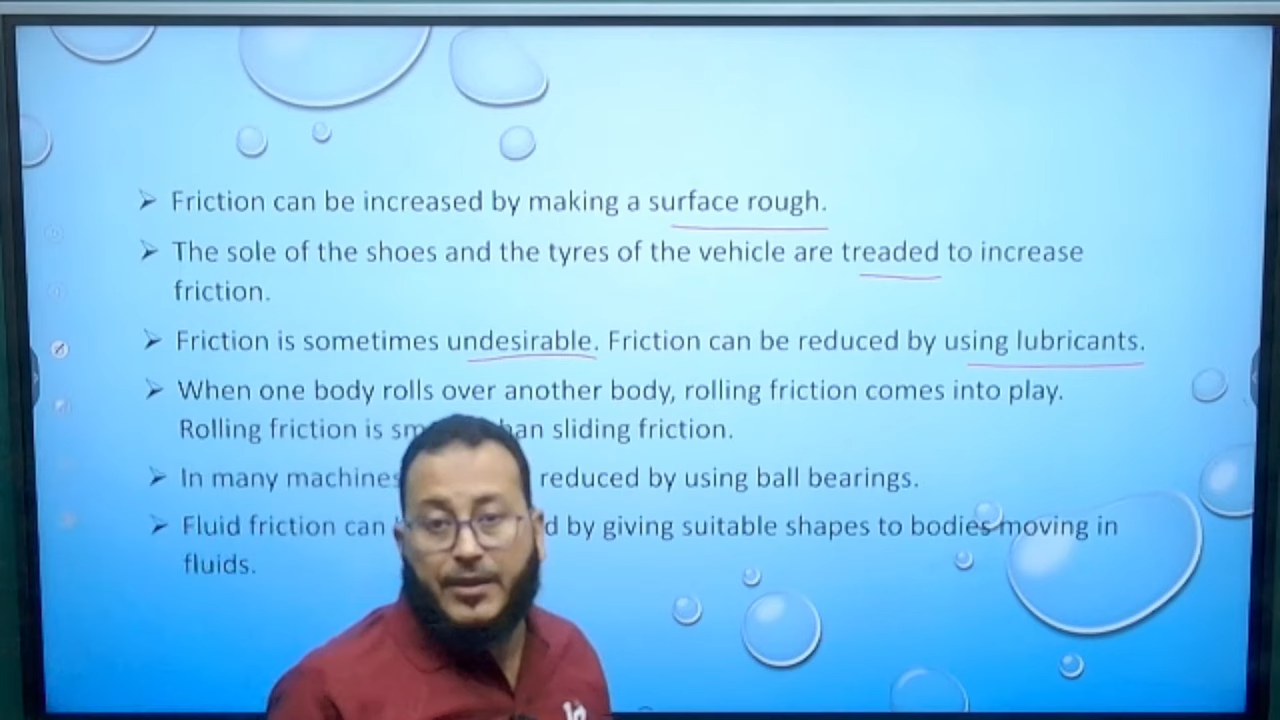 ➢ Friction can be increased by making a surface rough.
➢ The sole of the shoes and the tyres of the vehicle are treaded to increase
friction.
➢ Friction is sometimes undesirable. Friction can be reduced by using lubricants.
➢ When one body rolls over another body, rolling friction comes into play.
Rolling friction is than sliding friction.
➢ In many machines reduced by using ball bearings.
➢ Fluid friction can by giving suitable shapes to bodies moving in
fluids.